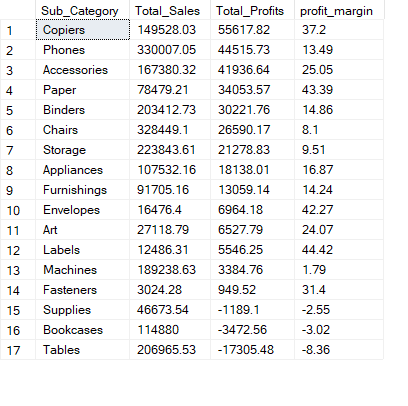 Sub_Category Total_Sales Total_Profits profit_margin
1 Copiers 149528.03 55617.82 37.2
2 Phones 330007.05 44515.73 13.49
3 Accessories 167380.32 41936.64 25.05
4 Paper 78479.21 34053.57 43.39
5 Binders 203412.73 30221.76 14.86
6 Chairs 328449.1 26590.17 8.1
7 Storage 223843.61 21278.83 9.51
8 Appliances 107532.16 18138.01 16.87
9 Furnishings 91705.16 13059.14 14.24
10 Envelopes 16476.4 6964.18 42.27
11 Art 27118.79 6527.79 24.07
12 Labels 12486.31 5546.25 44.42
13 Machines 189238.63 3384.76 1.79
14 Fasteners 3024.28 949.52 31.4
15 Supplies 46673.54 -1189.1 -2.55
16 Bookcases 114880 -3472.56 -3.02
17 Tables 206965.53 -17305.48 -8.36